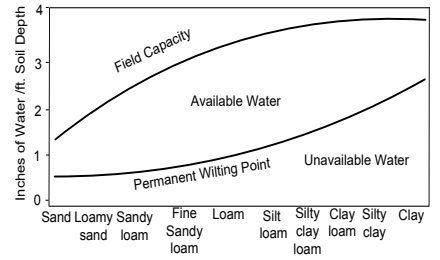 Inches of Water /ft. Soil Depth
4
3
2
1
0
Field Capacity
Available Water
Permanent Wilting Point
Unavailable Water
Sand
Loamy
sand
Sandy
loam
Fine
Sandy
loam
Loam
Silt
loam
Silty
clay
loam
Clay
loam
Silty
clay
Clay